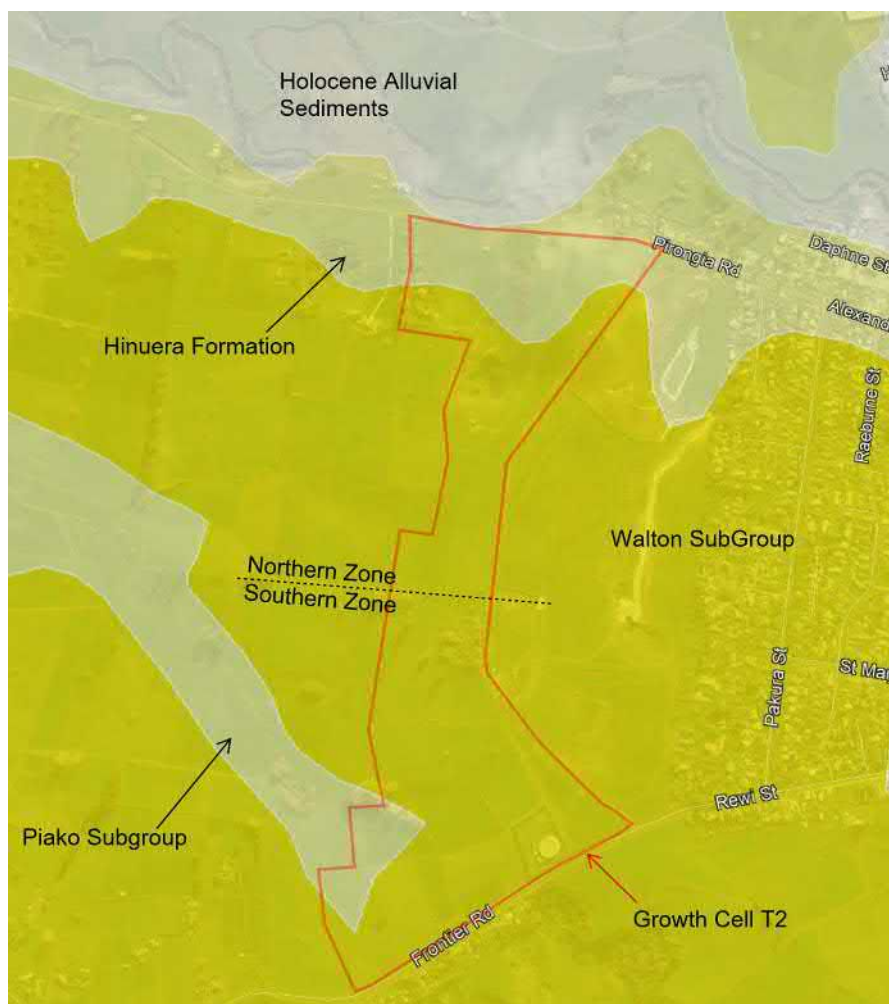 Holocene Alluvial
Sediments
Pirongia Rd
Daphne St
Hinuera Formation
Alexand
Raeburne St
Walton SubGroup
Northern Zone
Southern Zone
Pakura St
St Mar
Rewi St
Piako Subgroup
Growth Cell T2
Frontier Rd